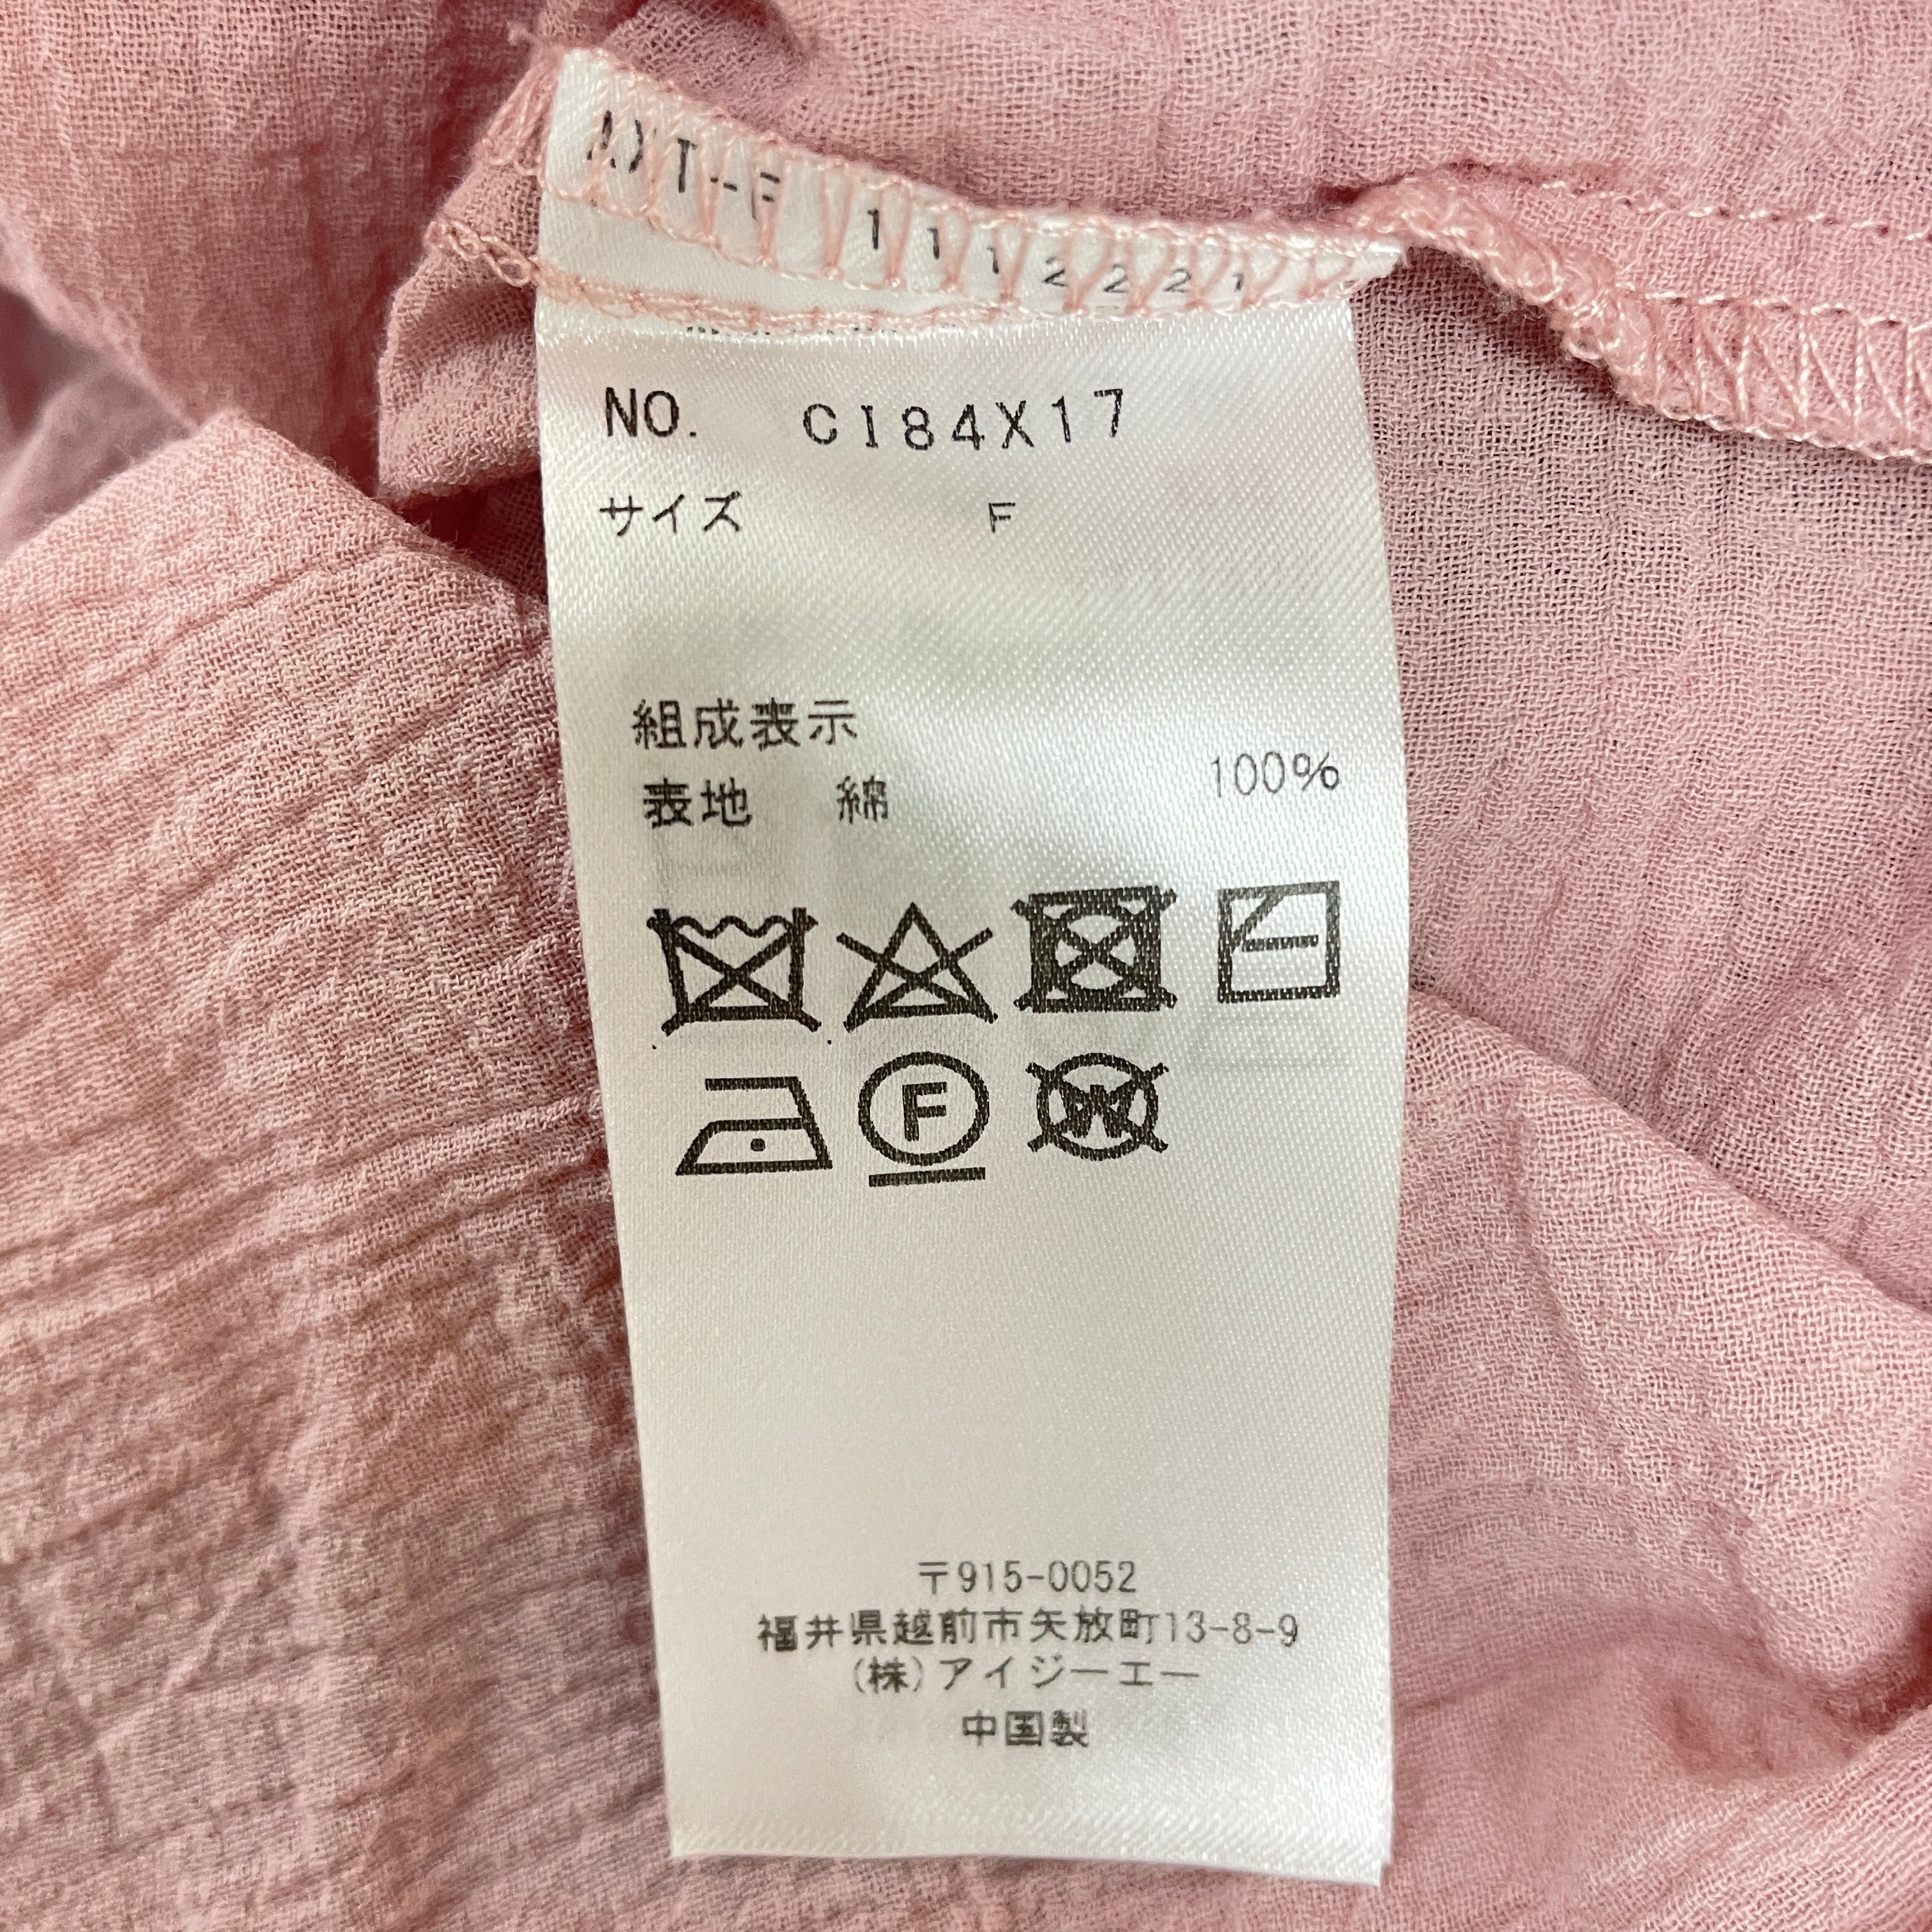 1112221
NO. CI84X17
サイズ F
組成表示
表地 綿 100%
F
W
〒915-0052
福井県越前市矢放町13-8-9
(株)アイジーエー
中国製